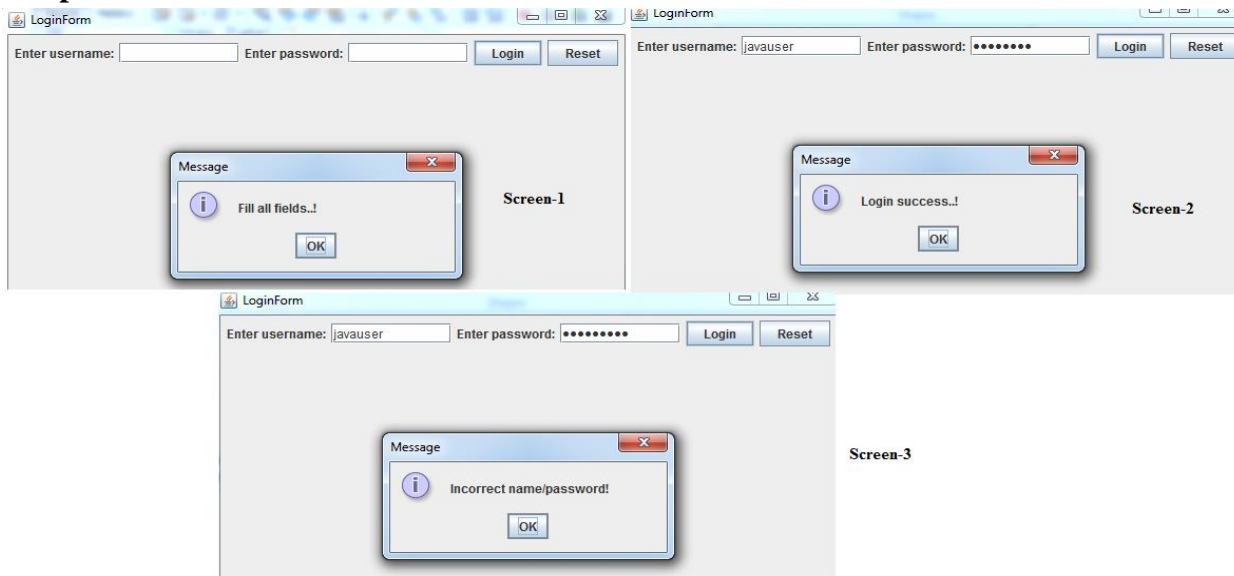 LoginForm
Enter username: Enter password: Login Reset
Message
Fill all fields..!
OK
Screen-1
LoginForm
Enter username: javauser Enter password: •••••••• Login Reset
Message
Login success..!
OK
Screen-2
LoginForm
Enter username: javauser Enter password: ••••••••• Login Reset
Message
Incorrect name/password!
OK
Screen-3